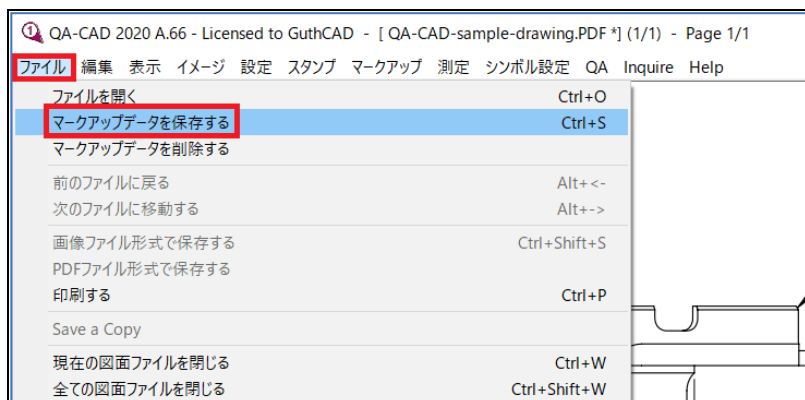 QA-CAD 2020 A.66 - Licensed to GuthCAD - [ QA-CAD-sample-drawing.PDF *] (1/1) - Page 1/1
ファイル 編集 表示 イメージ 設定 スタンプ マークアップ 測定 シンボル設定 QA Inquire Help
ファイルを開く Ctrl+O
マークアップデータを保存する Ctrl+S
マークアップデータを削除する
前のファイルに戻る Alt+<-
次のファイルに移動する Alt+->
画像ファイル形式で保存する Ctrl+Shift+S
PDFファイル形式で保存する
印刷する Ctrl+P
Save a Copy
現在の図面ファイルを閉じる Ctrl+W
全ての図面ファイルを閉じる Ctrl+Shift+W